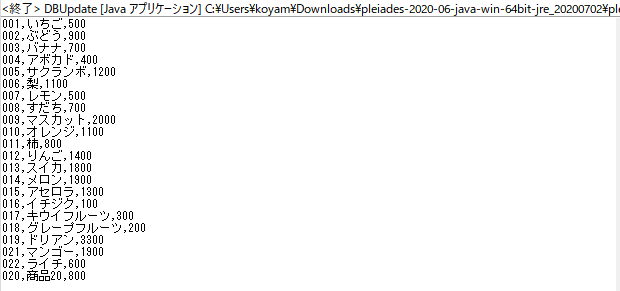 <終了> DBUpdate [Java アプリケーション] C:¥Users¥koyam¥Downloads¥pleiades-2020-06-java-win-64bit-jre_20200702¥ple
001,いちご,500
002,ぶどう,900
003,バナナ,700
004,アボカド,400
005,サクランボ,1200
006,梨,1100
007,レモン,500
008,すだち,700
009,マスカット,2000
010,オレンジ,1100
011,柿,800
012,りんご,1400
013,スイカ,1800
014,メロン,1900
015,アセロラ,1300
016,イチジク,100
017,キウイフルーツ,300
018,グレープフルーツ,200
019,ドリアン,3300
021,マンゴー,1900
022,ライチ,600
020,商品20,800